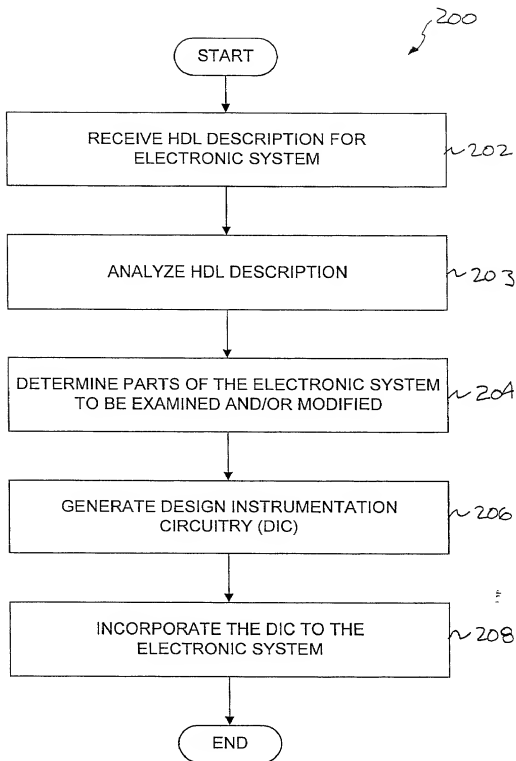 200
START
RECEIVE HDL DESCRIPTION FOR
ELECTRONIC SYSTEM
202
ANALYZE HDL DESCRIPTION
203
DETERMINE PARTS OF THE ELECTRONIC SYSTEM
TO BE EXAMINED AND/OR MODIFIED
204
GENERATE DESIGN INSTRUMENTATION
CIRCUITRY (DIC)
206
INCORPORATE THE DIC TO THE
ELECTRONIC SYSTEM
208
END